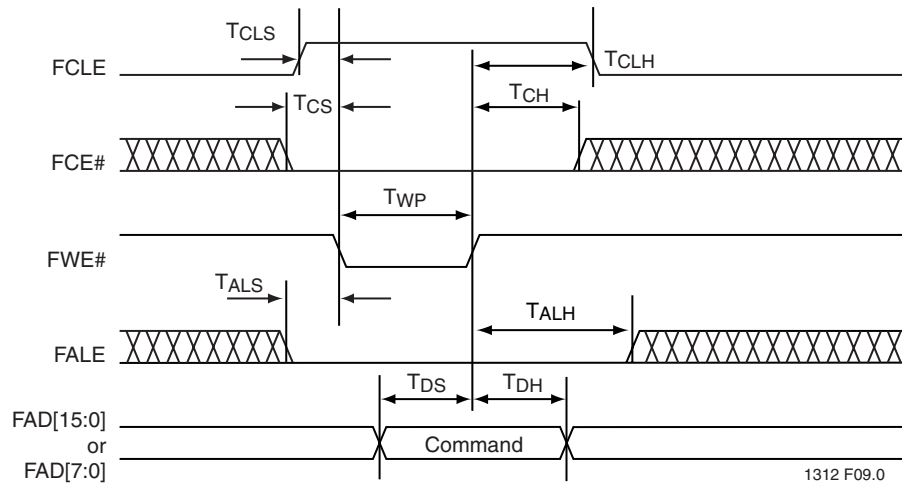 TCLS
FCLE
TCLH
TCS
TCH
FCE#
TWP
FWE#
TALS
TALH
FALE
TDS
TDH
FAD[15:0]
or
FAD[7:0]
Command
1312 F09.0